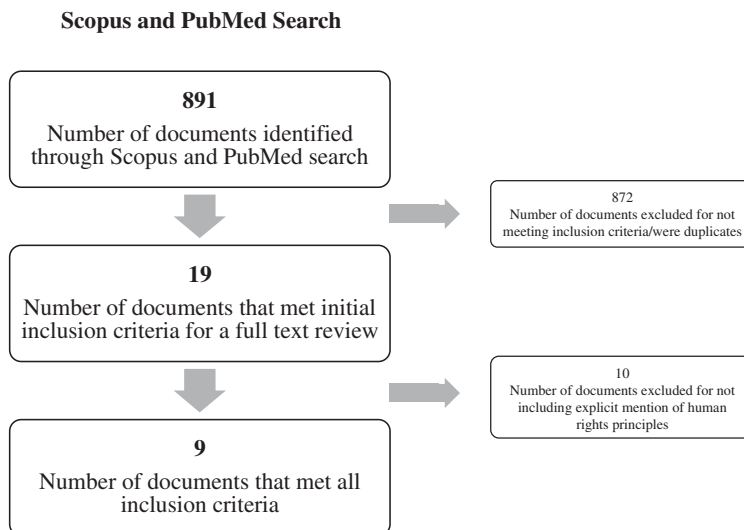 Scopus and PubMed Search
891
Number of documents identified
through Scopus and PubMed search
872
Number of documents excluded for not
meeting inclusion criteria/were duplicates
19
Number of documents that met initial
inclusion criteria for a full text review
10
Number of documents excluded for not
including explicit mention of human
rights principles
9
Number of documents that met all
inclusion criteria